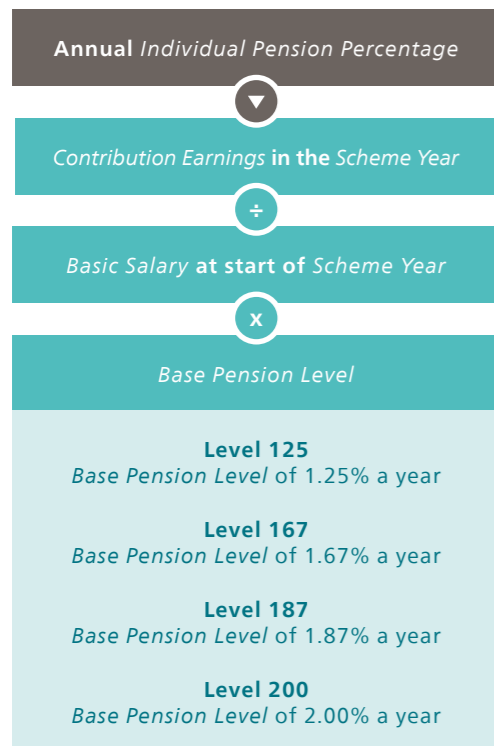 Annual Individual Pension Percentage
▼
Contribution Earnings in the Scheme Year
÷
Basic Salary at start of Scheme Year
x
Base Pension Level
Level 125
Base Pension Level of 1.25% a year
Level 167
Base Pension Level of 1.67% a year
Level 187
Base Pension Level of 1.87% a year
Level 200
Base Pension Level of 2.00% a year